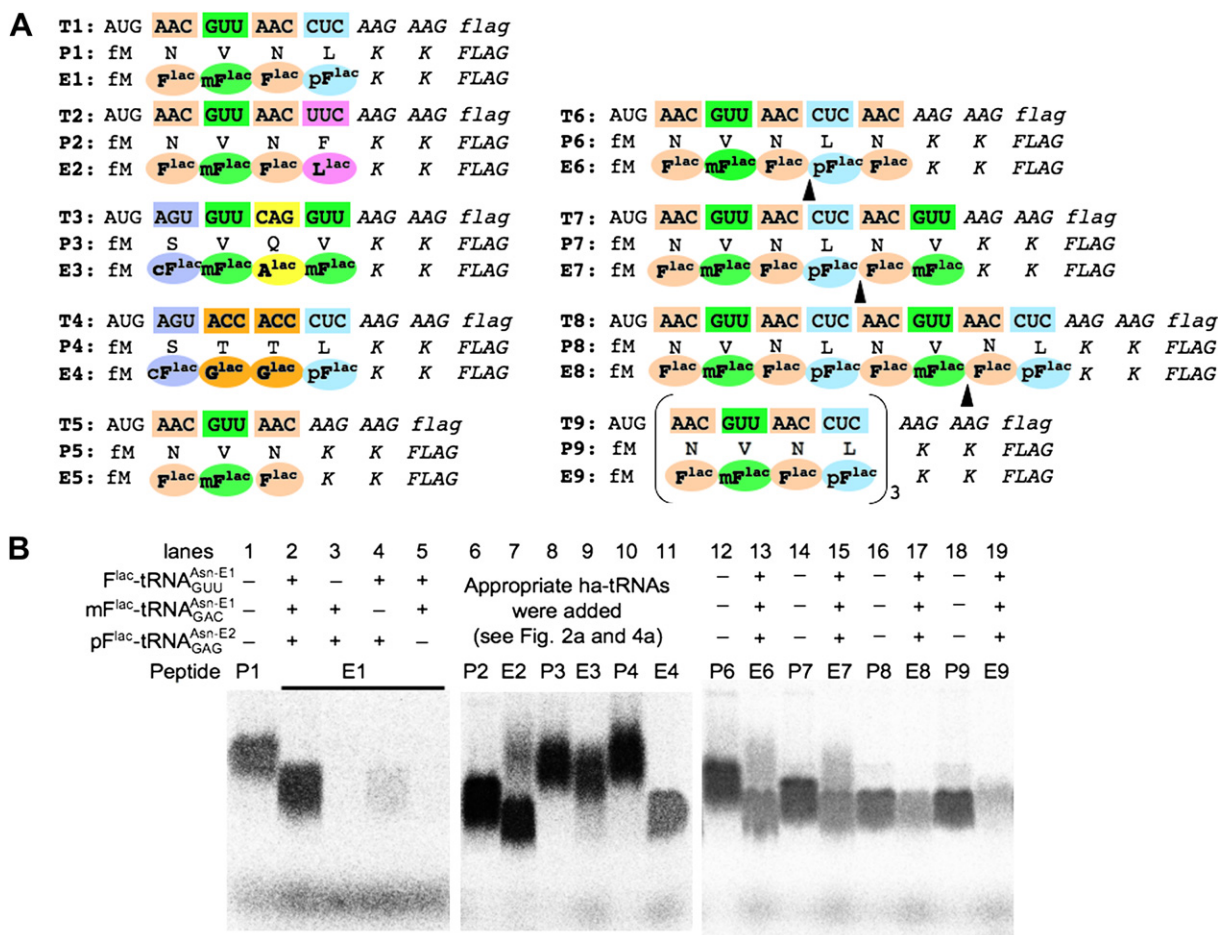 A
T1: AUG AAC GUU AAC CUC AAG AAG flag
P1: fM N V N L K K FLAG
E1: fM Flac mFlac Flac pFlac K K FLAG
T2: AUG AAC GUU AAC UUC AAG AAG flag
P2: fM N V N F K K FLAG
E2: fM Flac mFlac Flac Llac K K FLAG
T3: AUG AGU GUU CAG GUU AAG AAG flag
P3: fM S V Q V K K FLAG
E3: fM cFlac mFlac Alac mFlac K K FLAG
T4: AUG AGU ACC ACC CUC AAG AAG flag
P4: fM S T T L K K FLAG
E4: fM cFlac Glac Glac pFlac K K FLAG
T5: AUG AAC GUU AAC AAG AAG flag
P5: fM N V N K K FLAG
E5: fM Flac mFlac Flac K K FLAG
T6: AUG AAC GUU AAC CUC AAC AAG AAG flag
P6: fM N V N L N K K FLAG
E6: fM Flac mFlac Flac pFlac Flac K K FLAG
T7: AUG AAC GUU AAC CUC AAC GUU AAG AAG flag
P7: fM N V N L N V K K FLAG
E7: fM Flac mFlac Flac pFlac Flac mFlac K K FLAG
T8: AUG AAC GUU AAC CUC AAC GUU AAC CUC AAG AAG flag
P8: fM N V N L N V N L K K FLAG
E8: fM Flac mFlac Flac pFlac Flac mFlac Flac pFlac K K FLAG
T9: AUG AAC GUU AAC CUC AAG AAG flag
P9: fM N V N L K K FLAG
E9: fM Flac mFlac Flac pFlac K K FLAG
3
B
lanes 1 2 3 4 5 6 7 8 9 10 11 12 13 14 15 16 17 18 19
Flac-tRNA Asn-E1 GUU – + – + + – + – + – + – +
mFlac-tRNA Asn-E1 GAC – + + – + – + – + – + – +
pFlac-tRNA Asn-E2 GAG – + + + – – + – + – + – +
Appropriate ha-tRNAs
were added
(see Fig. 2a and 4a)
Peptide P1 E1 P2 E2 P3 E3 P4 E4 P6 E6 P7 E7 P8 E8 P9 E9